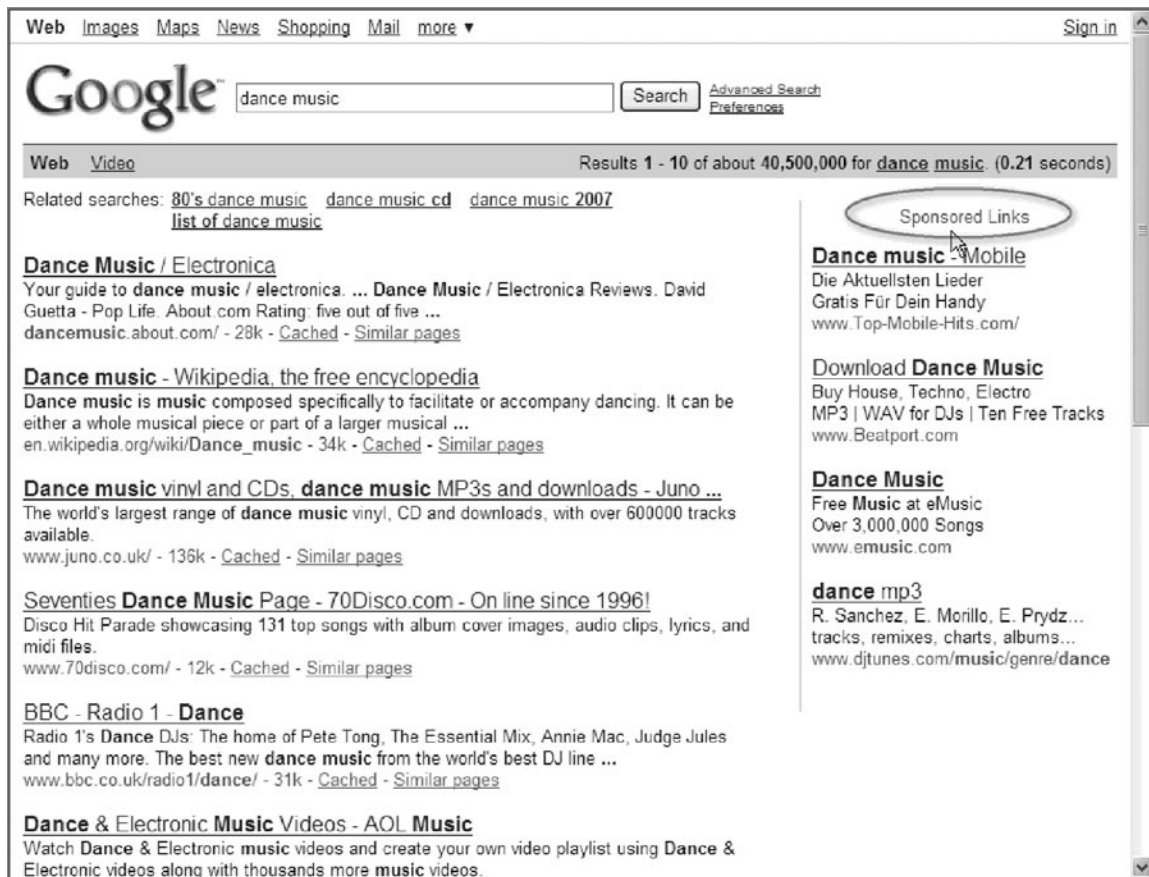 Web Images Maps News Shopping Mail more ▼ Sign in
Google™ dance music Search Advanced Search
Preferences
Web Video Results 1 - 10 of about 40,500,000 for dance music. (0.21 seconds)
Related searches: 80's dance music dance music cd dance music 2007
list of dance music
Dance Music / Electronica
Your guide to dance music / electronica. ... Dance Music / Electronica Reviews. David
Guetta - Pop Life. About.com Rating: five out of five ...
dancemusic.about.com/ - 28k - Cached - Similar pages
Dance music - Wikipedia, the free encyclopedia
Dance music is music composed specifically to facilitate or accompany dancing. It can be
either a whole musical piece or part of a larger musical ...
en.wikipedia.org/wiki/Dance_music - 34k - Cached - Similar pages
Dance music vinyl and CDs, dance music MP3s and downloads - Juno ...
The world's largest range of dance music vinyl, CD and downloads, with over 600000 tracks
available.
www.juno.co.uk/ - 136k - Cached - Similar pages
Seventies Dance Music Page - 70Disco.com - On line since 1996!
Disco Hit Parade showcasing 131 top songs with album cover images, audio clips, lyrics, and
midi files.
www.70disco.com/ - 12k - Cached - Similar pages
BBC - Radio 1 - Dance
Radio 1's Dance DJs: The home of Pete Tong, The Essential Mix, Annie Mac, Judge Jules
and many more. The best new dance music from the world's best DJ line ...
www.bbc.co.uk/radio1/dance/ - 31k - Cached - Similar pages
Dance & Electronic Music Videos - AOL Music
Watch Dance & Electronic music videos and create your own video playlist using Dance &
Electronic videos along with thousands more music videos.
Sponsored Links
Dance music - Mobile
Die Aktuellsten Lieder
Gratis Für Dein Handy
www.Top-Mobile-Hits.com/
Download Dance Music
Buy House, Techno, Electro
MP3 | WAV for DJs | Ten Free Tracks
www.Beatport.com
Dance Music
Free Music at eMusic
Over 3,000,000 Songs
www.emusic.com
dance mp3
R. Sanchez, E. Morillo, E. Prydz...
tracks, remixes, charts, albums...
www.djtunes.com/music/genre/dance